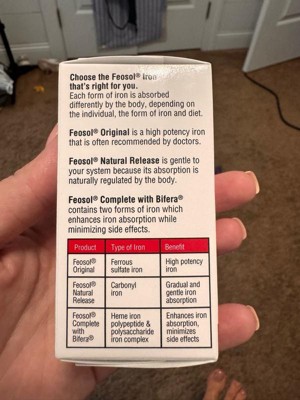 Choose the Feosol® Iron
that's right for you.
Each form of iron is absorbed
differently by the body, depending on
the individual, the form of iron and diet.
Feosol® Original is a high potency iron
that is often recommended by doctors.
Feosol® Natural Release is gentle to
your system because its absorption is
naturally regulated by the body.
Feosol® Complete with Bifera®
contains two forms of iron which
enhances iron absorption while
minimizing side effects.
Product Type of Iron Benefit
Feosol® Ferrous High potency
Original sulfate iron iron
Feosol® Carbonyl Gradual and
Natural iron gentle iron
Release absorption
Feosol® Heme iron Enhances iron
Complete polypeptide & absorption,
with polysaccharide minimizes
Bifera® iron complex side effects